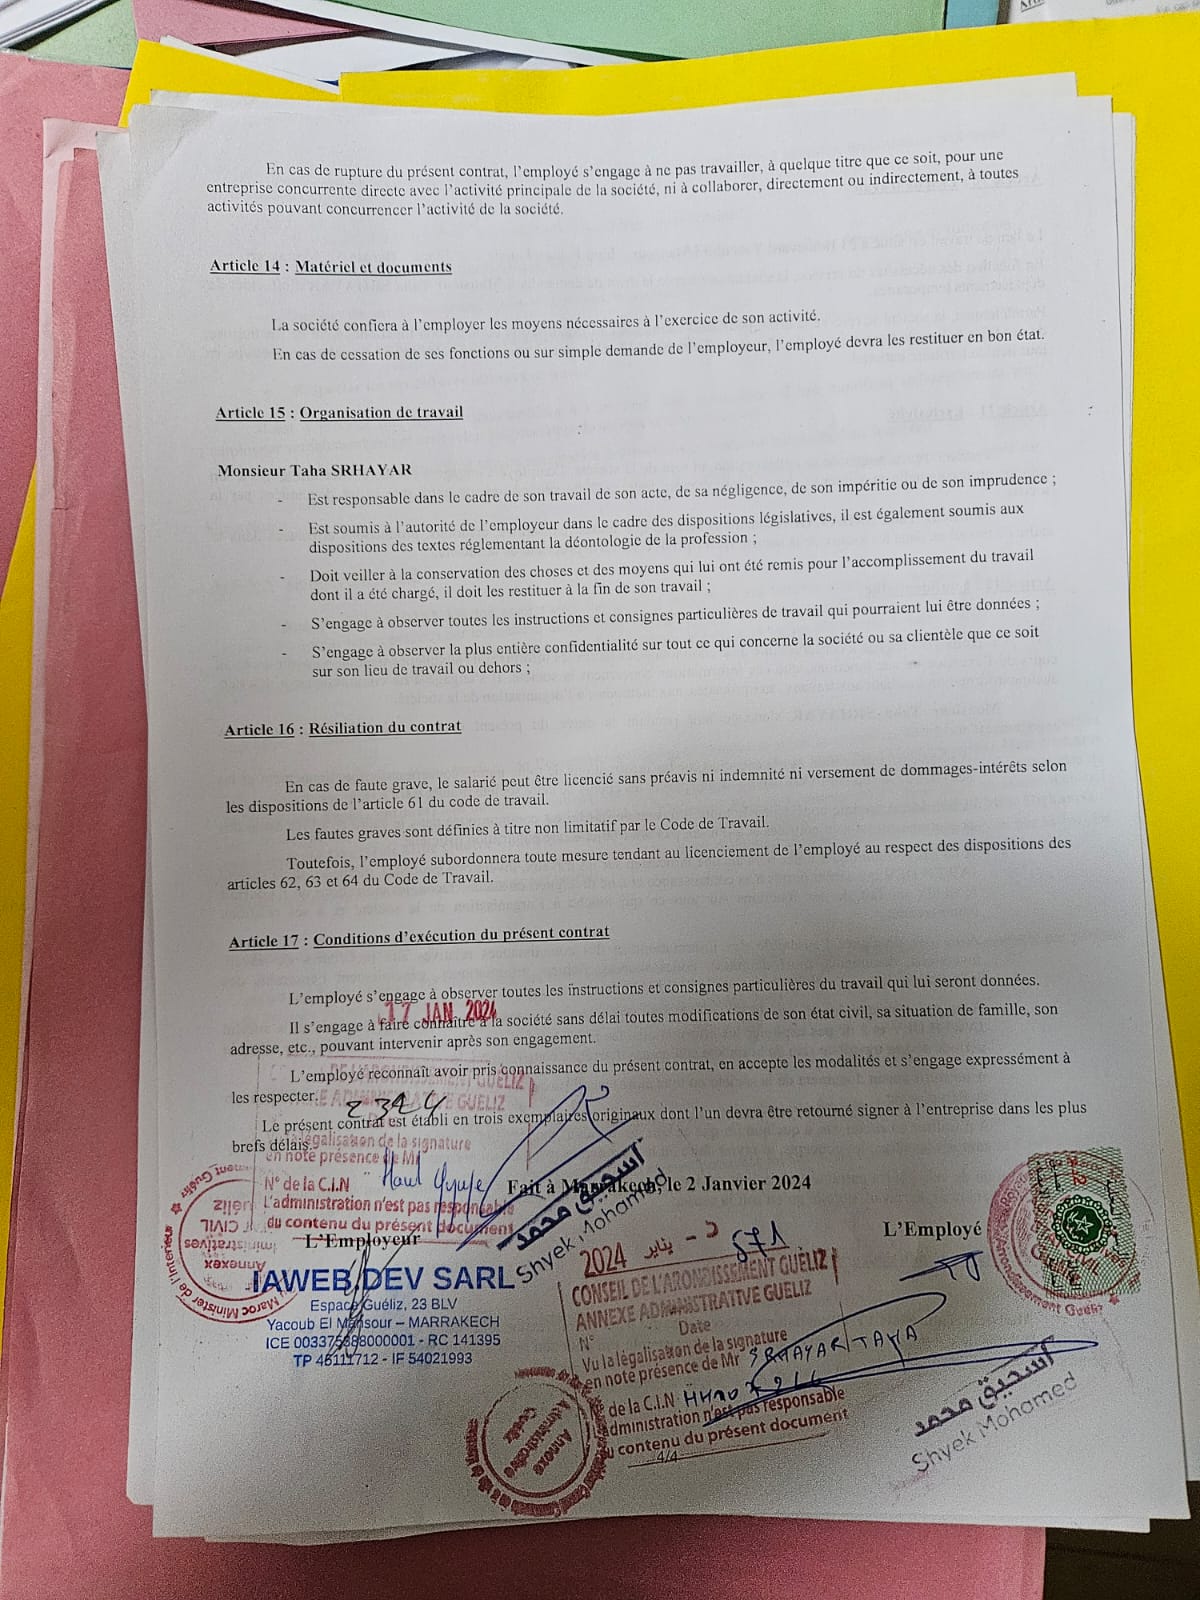 En cas de rupture du présent contrat, l'employé s'engage à ne pas travailler, à quelque titre que ce soit, pour une
entreprise concurrente directe avec l'activité principale de la société, ni à collaborer, directement ou indirectement, à toutes
activités pouvant concurrencer l'activité de la société.
Article 14 : Matériel et documents
La société confiera à l'employer les moyens nécessaires à l'exercice de son activité.
En cas de cessation de ses fonctions ou sur simple demande de l'employeur, l'employé devra les restituer en bon état.
Article 15 : Organisation de travail
Monsieur Taha SRHAYAR
- Est responsable dans le cadre de son travail de son acte, de sa négligence, de son impéritie ou de son imprudence ;
- Est soumis à l'autorité de l'employeur dans le cadre des dispositions législatives, il est également soumis aux
dispositions des textes réglementant la déontologie de la profession ;
- Doit veiller à la conservation des choses et des moyens qui lui ont été remis pour l'accomplissement du travail
dont il a été chargé, il doit les restituer à la fin de son travail ;
- S'engage à observer toutes les instructions et consignes particulières de travail qui pourraient lui être données ;
- S'engage à observer la plus entière confidentialité sur tout ce qui concerne la société ou sa clientèle que ce soit
sur son lieu de travail ou dehors ;
Article 16 : Résiliation du contrat
En cas de faute grave, le salarié peut être licencié sans préavis ni indemnité ni versement de dommages-intérêts selon
les dispositions de l'article 61 du code de travail.
Les fautes graves sont définies à titre non limitatif par le Code de Travail.
Toutefois, l'employé subordonnera toute mesure tendant au licenciement de l'employé au respect des dispositions des
articles 62, 63 et 64 du Code de Travail.
Article 17 : Conditions d'exécution du présent contrat
L'employé s'engage à observer toutes les instructions et consignes particulières du travail qui lui seront données.
17 JAN. 2024
Il s'engage à faire connaître à la société sans délai toutes modifications de son état civil, sa situation de famille, son
adresse, etc., pouvant intervenir après son engagement.
L'employé reconnaît avoir pris connaissance du présent contrat, en accepte les modalités et s'engage expressément à
les respecter.
Le présent contrat est établi en trois exemplaires originaux dont l'un devra être retourné signer à l'entreprise dans les plus
brefs délais.
légalisation de la signature
en note présence de Mr
N° de la C.I.N
L'administration n'est pas responsable
du contenu du présent document
Fait à Marrakech, le 2 Janvier 2024
L'Employeur
L'Employé
IAWEB DEV SARL
Espace Guéliz, 23 BLV
Yacoub El Mansour – MARRAKECH
ICE 003375888000001 - RC 141395
TP 46111712 - IF 54021993
اسحيق محمد
Shyek Mohamed
2024 يناير
571
CONSEIL DE L'ARONDISSEMENT GUÉLIZ
ANNEXE ADMINISTRATIVE GUELIZ
N°
Date
Vu la légalisation de la signature
en note présence de Mr SRHAYAR TAHA
de la C.I.N
administration n'est pas responsable
contenu du présent document
4/4
اسحيق محمد
Shyek Mohamed